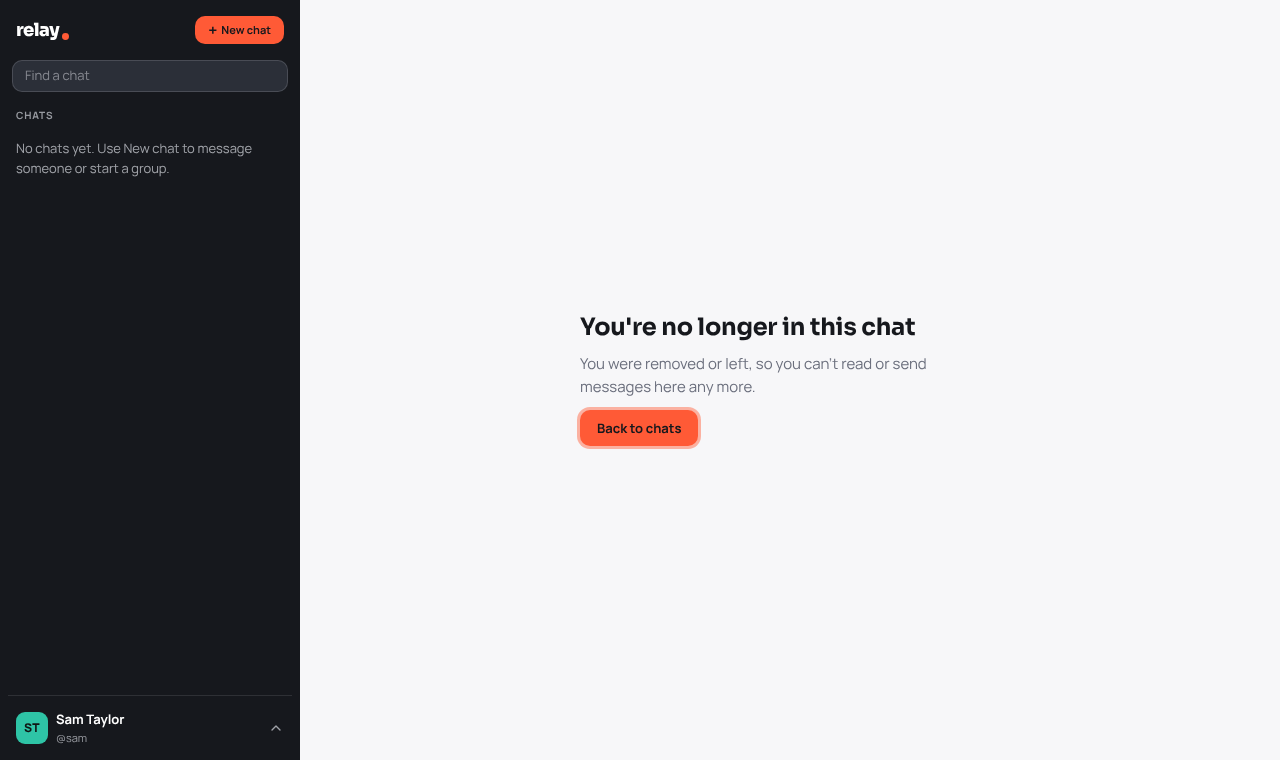 relay.
+ New chat
Find a chat
CHATS
No chats yet. Use New chat to message
someone or start a group.
You're no longer in this chat
You were removed or left, so you can't read or send
messages here any more.
Back to chats
ST
Sam Taylor
@sam